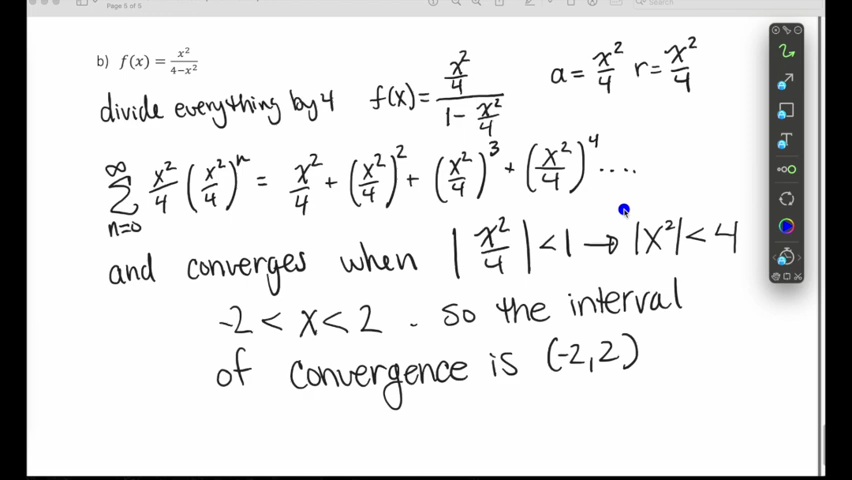 Page 5 of 5
Search
b) f(x) = x²/(4−x²)
divide everything by 4 f(x) = (x²/4)/(1 − x²/4) a = x²/4 r = x²/4
∞ ∑ n=0 x²/4 (x²/4)ⁿ = x²/4 + (x²/4)² + (x²/4)³ + (x²/4)⁴ ....
and converges when |x²/4| < 1 → |x²| < 4
-2 < x < 2 . so the interval
of convergence is (-2,2)